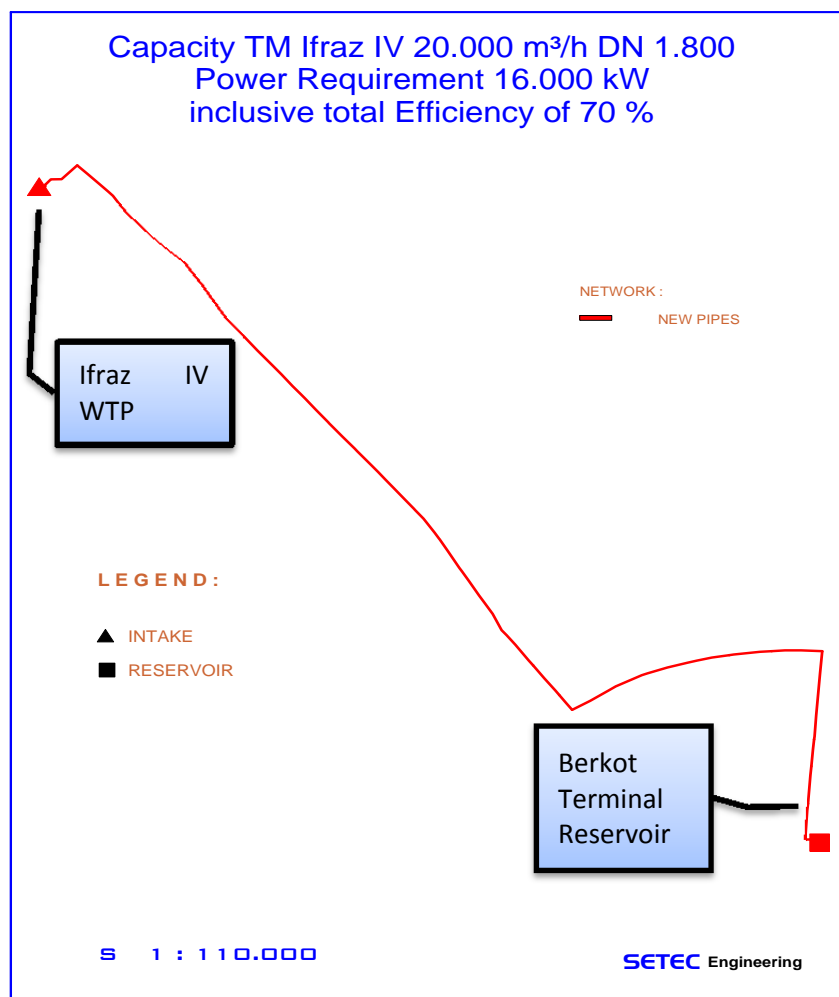 Capacity TM Ifraz IV 20.000 m³/h DN 1.800
Power Requirement 16.000 kW
inclusive total Efficiency of 70 %
NETWORK :
NEW PIPES
Ifraz IV
WTP
LEGEND:
INTAKE
RESERVOIR
Berkot
Terminal
Reservoir
S 1 : 110.000
SETEC Engineering